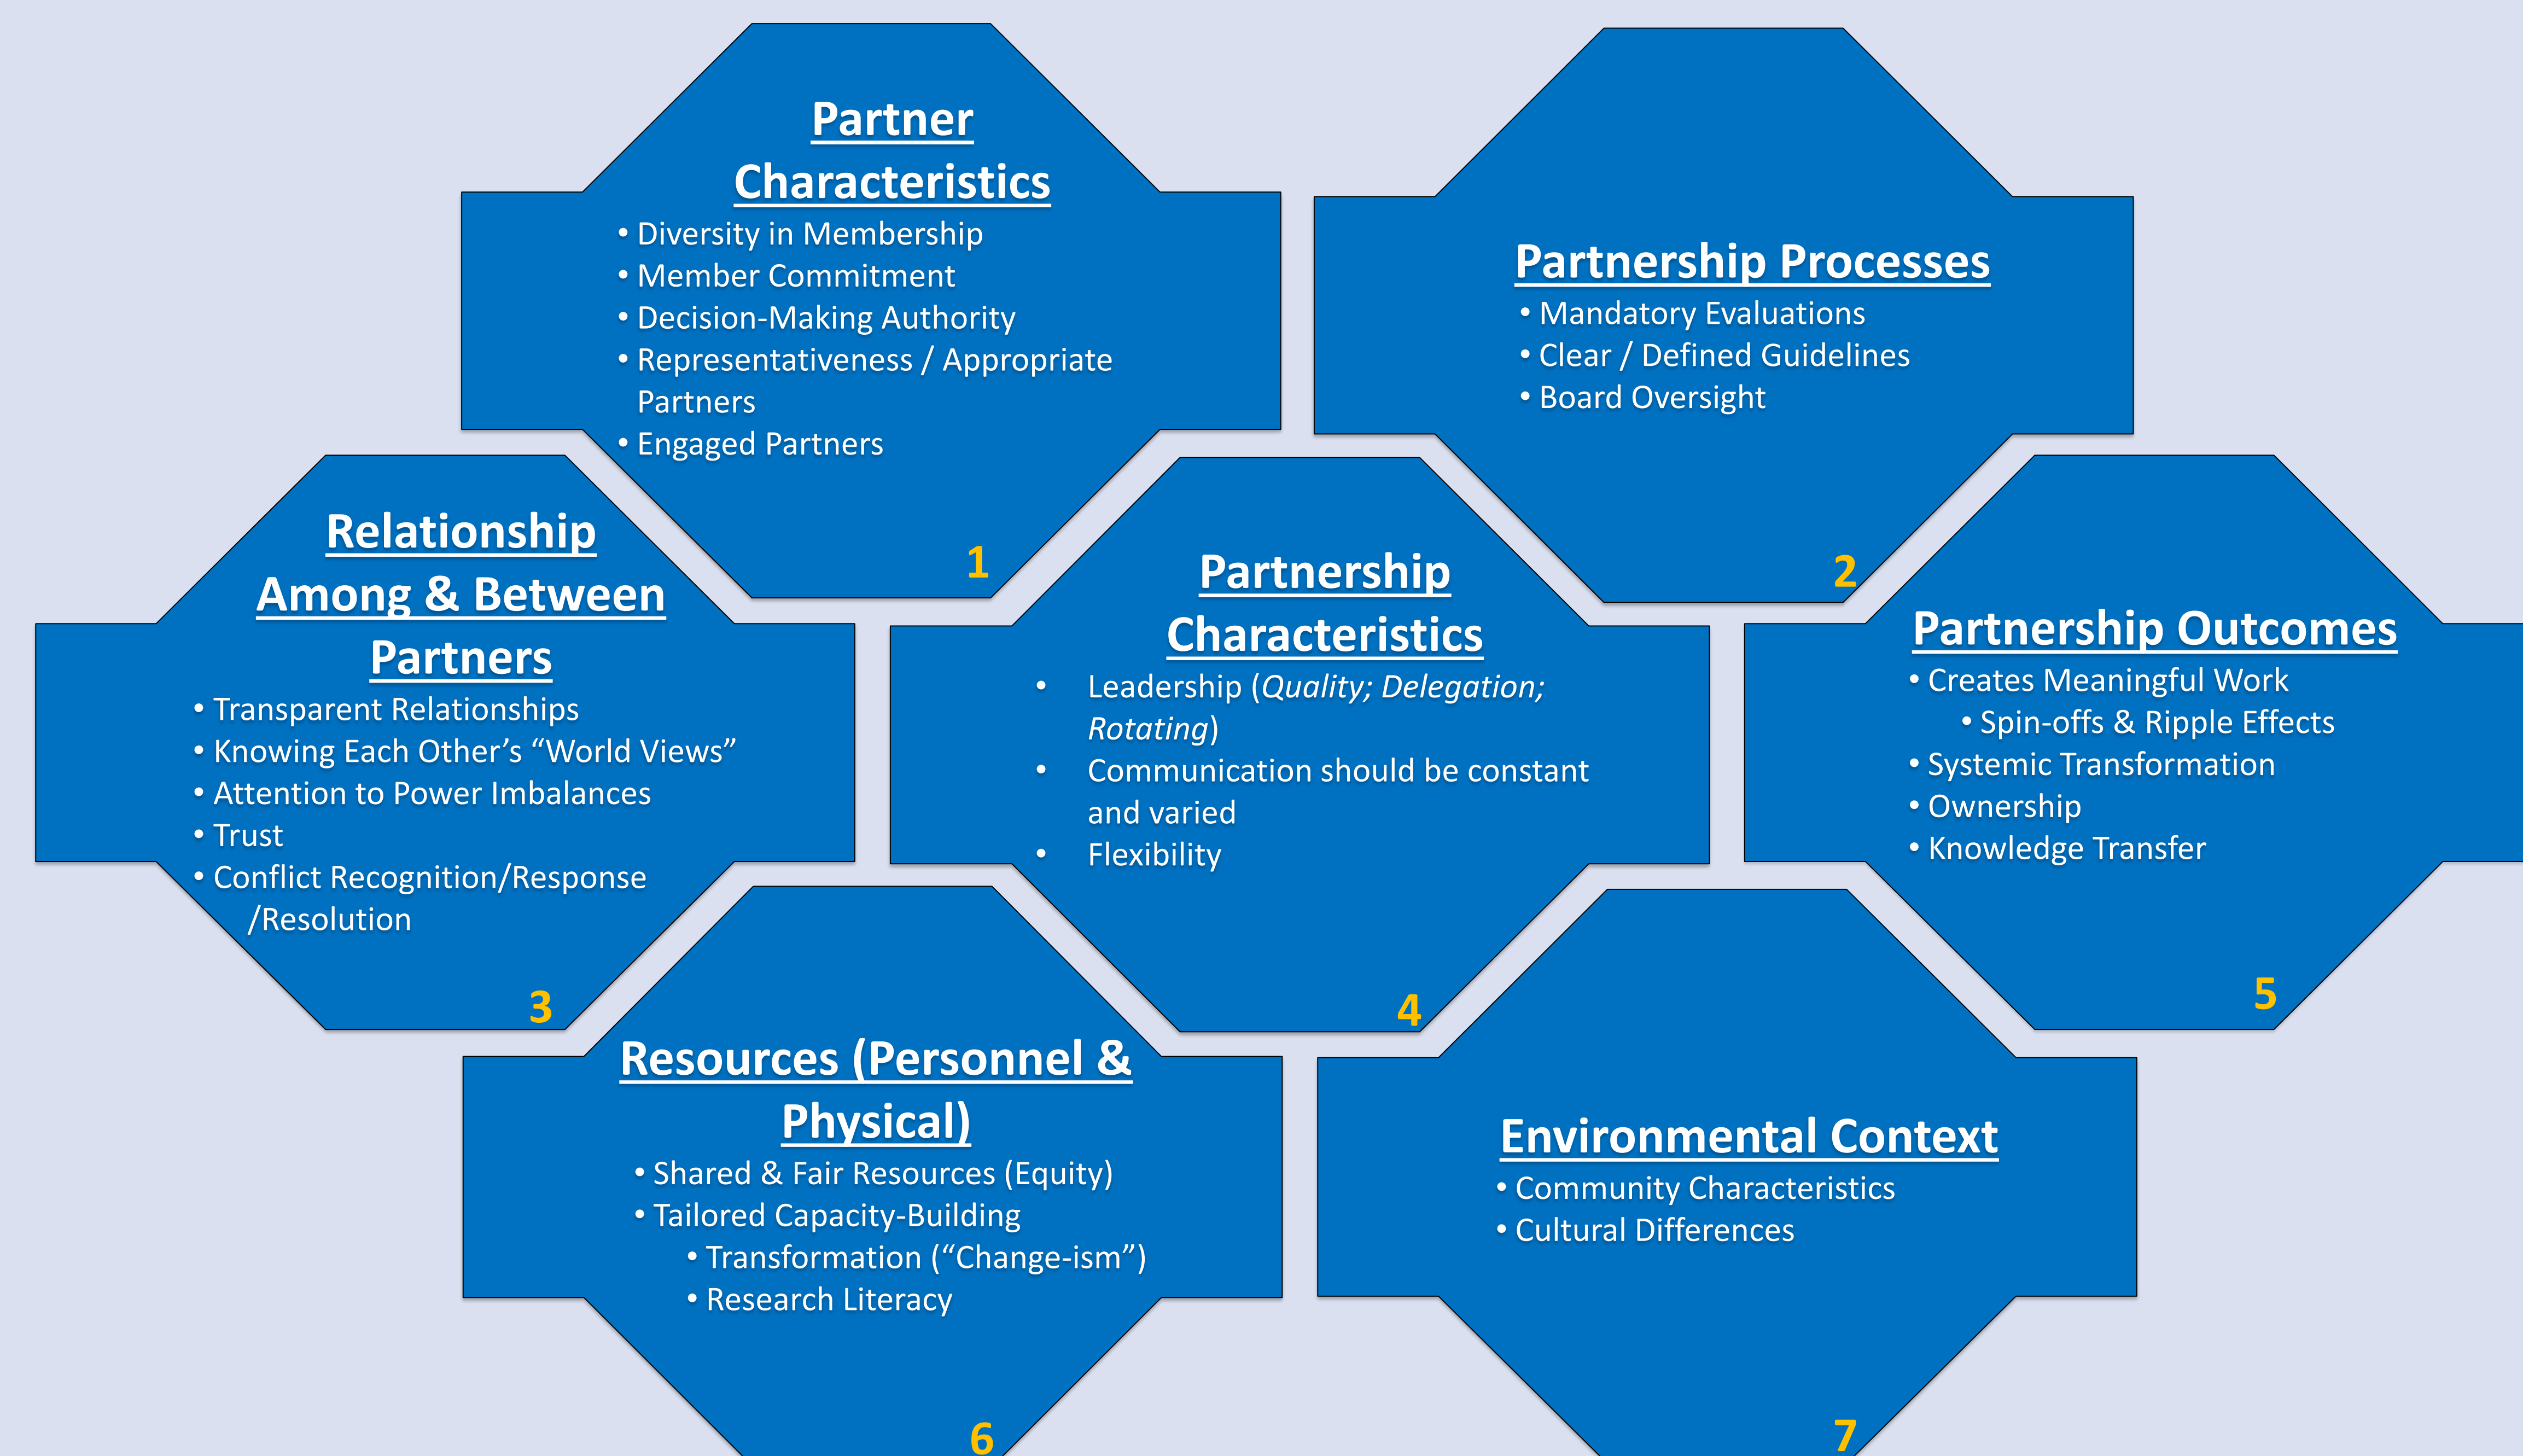 Partner
Characteristics
• Diversity in Membership
• Member Commitment
• Decision-Making Authority
• Representativeness / Appropriate
Partners
• Engaged Partners
1
Partnership Processes
• Mandatory Evaluations
• Clear / Defined Guidelines
• Board Oversight
2
Relationship
Among & Between
Partners
• Transparent Relationships
• Knowing Each Other’s “World Views”
• Attention to Power Imbalances
• Trust
• Conflict Recognition/Response
/Resolution
3
Partnership
Characteristics
• Leadership (Quality; Delegation;
Rotating)
• Communication should be constant
and varied
• Flexibility
4
Partnership Outcomes
• Creates Meaningful Work
• Spin-offs & Ripple Effects
• Systemic Transformation
• Ownership
• Knowledge Transfer
5
Resources (Personnel &
Physical)
• Shared & Fair Resources (Equity)
• Tailored Capacity-Building
• Transformation (“Change-ism”)
• Research Literacy
6
Environmental Context
• Community Characteristics
• Cultural Differences
7